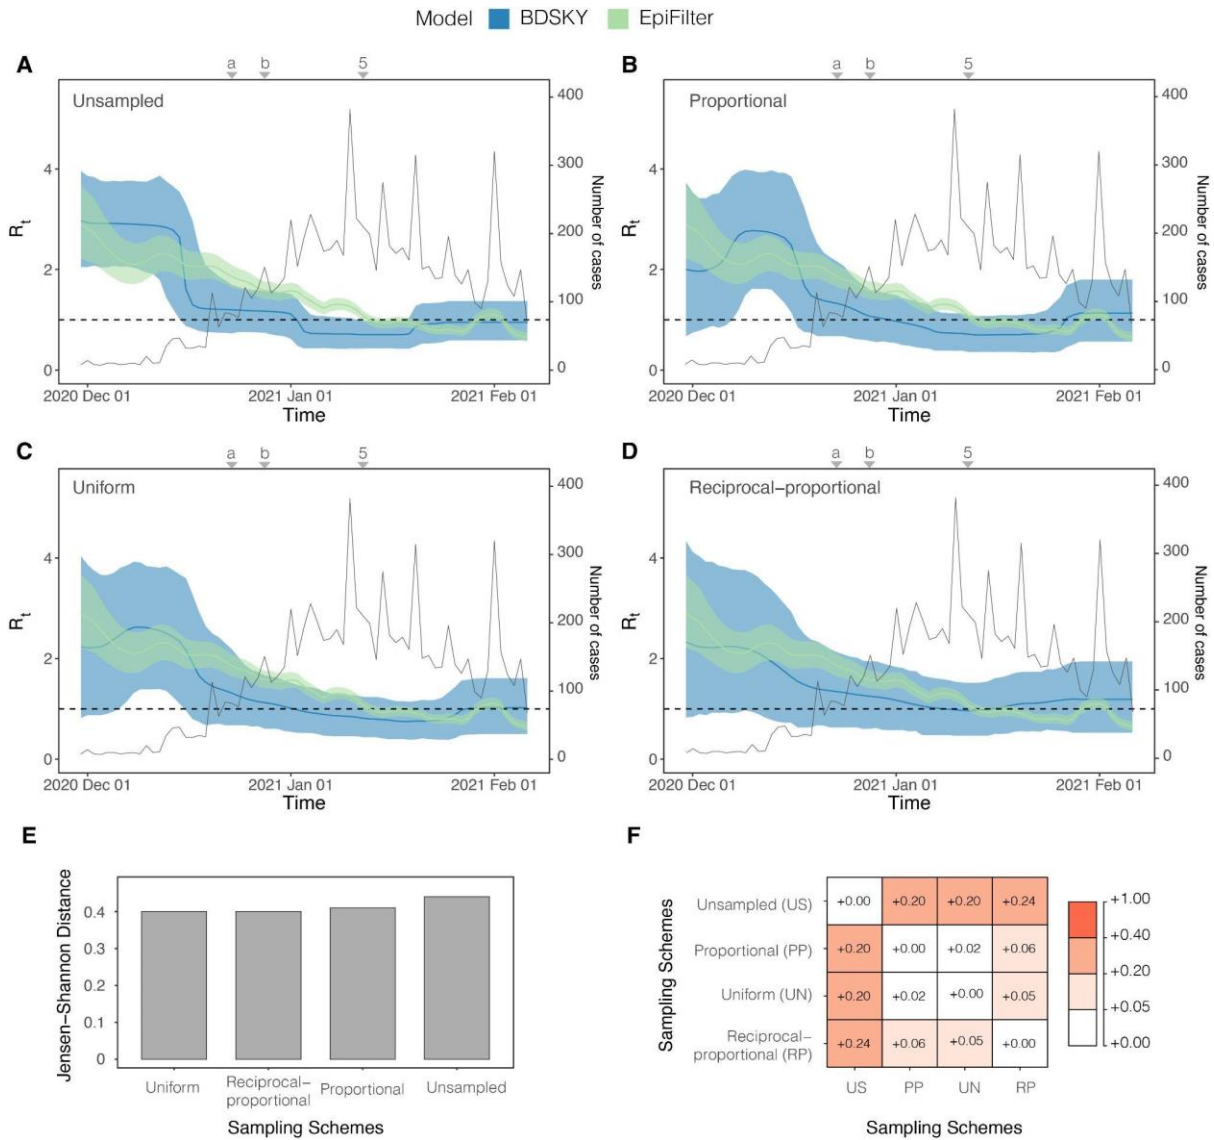 Model BDSKY EpiFilter
A
a b 5
Unsampled
400
300
200
100
0
4
2
0
Rt
Number of cases
2020 Dec 01 2021 Jan 01 2021 Feb 01
Time
B
a b 5
Proportional
400
300
200
100
0
4
2
0
Rt
Number of cases
2020 Dec 01 2021 Jan 01 2021 Feb 01
Time
C
a b 5
Uniform
400
300
200
100
0
4
2
0
Rt
Number of cases
2020 Dec 01 2021 Jan 01 2021 Feb 01
Time
D
a b 5
Reciprocal–proportional
400
300
200
100
0
4
2
0
Rt
Number of cases
2020 Dec 01 2021 Jan 01 2021 Feb 01
Time
E
Jensen–Shannon Distance
0.4
0.3
0.2
0.1
0
Uniform Reciprocal– Proportional Unsampled
proportional
Sampling Schemes
F
Sampling Schemes
Unsampled (US) +0.00 +0.20 +0.20 +0.24
Proportional (PP) +0.20 +0.00 +0.02 +0.06
Uniform (UN) +0.20 +0.02 +0.00 +0.05
Reciprocal–
proportional (RP) +0.24 +0.06 +0.05 +0.00
US PP UN RP
Sampling Schemes
+1.00
+0.40
+0.20
+0.05
+0.00